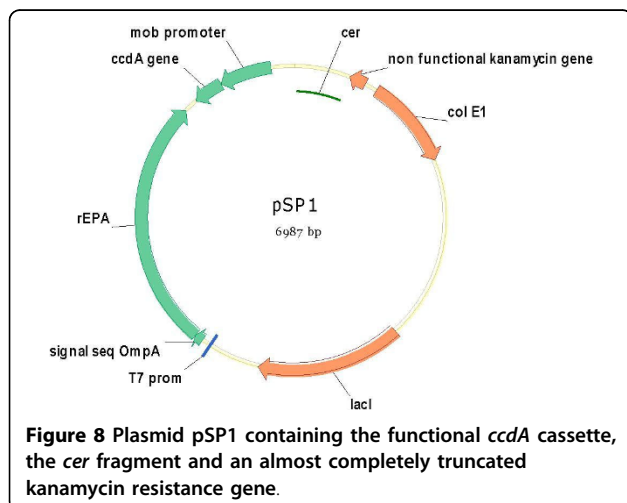 mob promoter
cer
ccdA gene
non functional kanamycin gene
col E1
rEPA
pSP1
6987 bp
signal seq OmpA
T7 prom
lacI
Figure 8 Plasmid pSP1 containing the functional ccdA cassette,
the cer fragment and an almost completely truncated
kanamycin resistance gene.